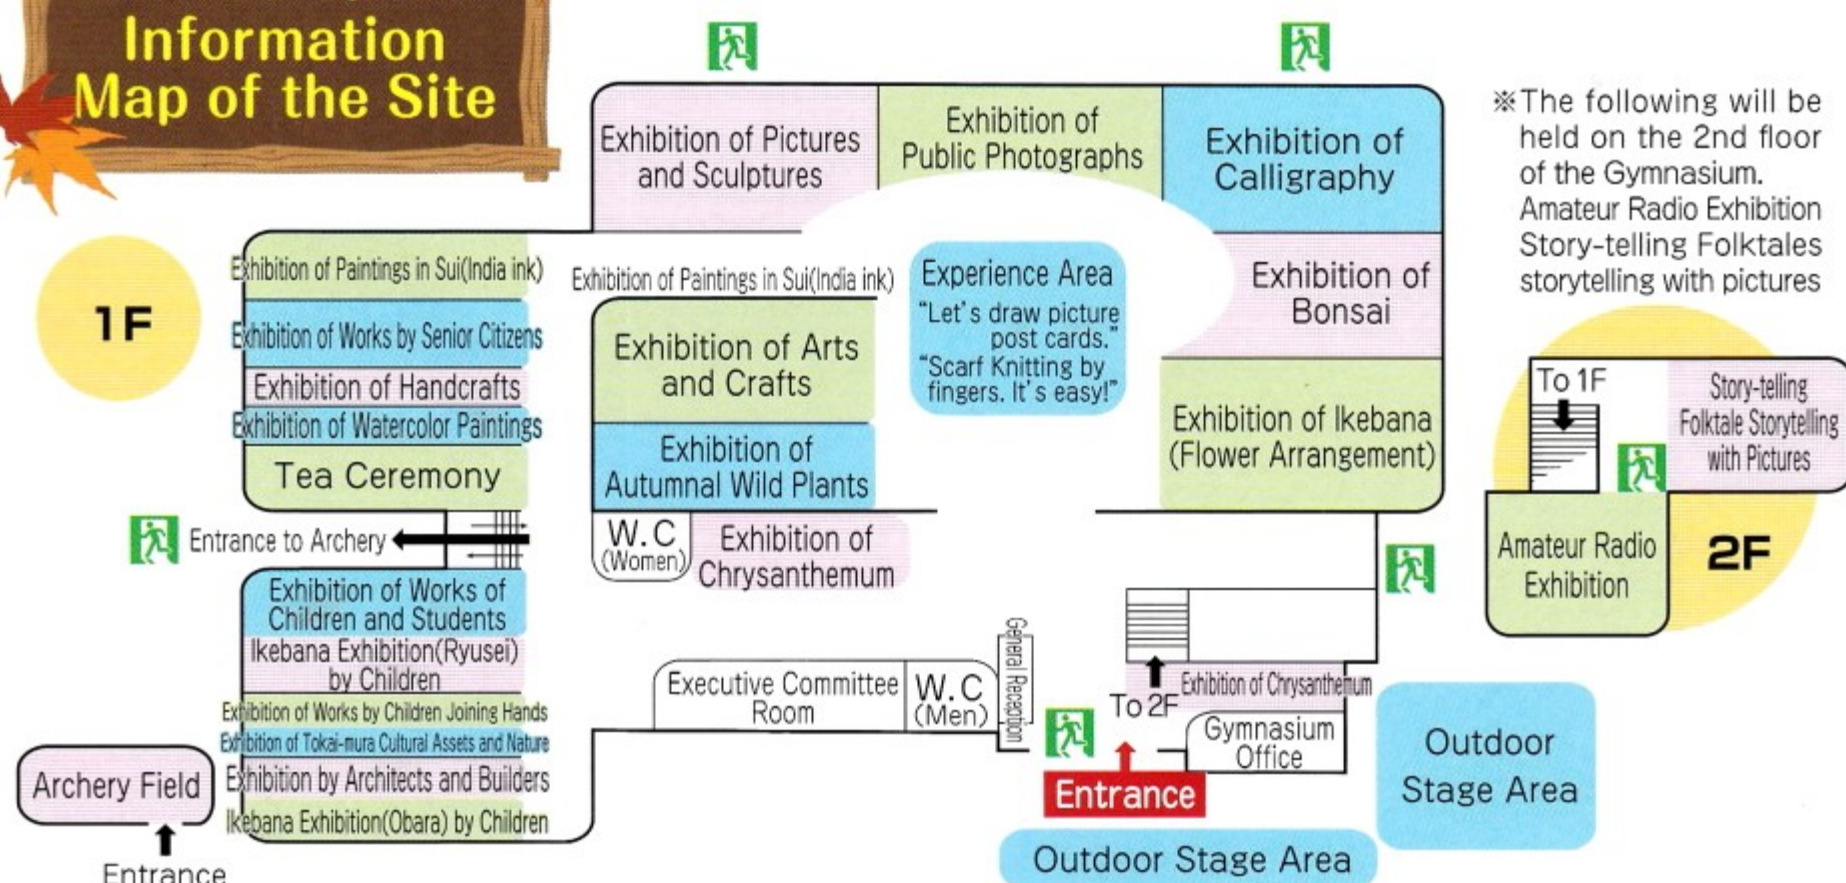 Information
Map of the Site
※The following will be
held on the 2nd floor
of the Gymnasium.
Amateur Radio Exhibition
Story-telling Folktales
storytelling with pictures
Exhibition of Pictures
and Sculptures
Exhibition of
Public Photographs
Exhibition of
Calligraphy
1F
Exhibition of Paintings in Sui(India ink)
Exhibition of Works by Senior Citizens
Exhibition of Handcrafts
Exhibition of Watercolor Paintings
Tea Ceremony
Exhibition of Paintings in Sui(India ink)
Exhibition of Arts
and Crafts
Exhibition of
Autumnal Wild Plants
Experience Area
"Let's draw picture
post cards."
"Scarf Knitting by
fingers. It's easy!"
Exhibition of
Bonsai
Exhibition of Ikebana
(Flower Arrangement)
To 1F
Story-telling
Folktale Storytelling
with Pictures
Amateur Radio
Exhibition
2F
Entrance to Archery
W.C
(Women)
Exhibition of
Chrysanthemum
Exhibition of Works of
Children and Students
Ikebana Exhibition(Ryusei)
by Children
Exhibition of Works by Children Joining Hands
Exhibition of Tokai-mura Cultural Assets and Nature
Exhibition by Architects and Builders
Ikebana Exhibition(Obara) by Children
Archery Field
Entrance
Executive Committee
Room
W.C
(Men)
General Reception
To 2F
Exhibition of Chrysanthemum
Gymnasium
Office
Entrance
Outdoor
Stage Area
Outdoor Stage Area